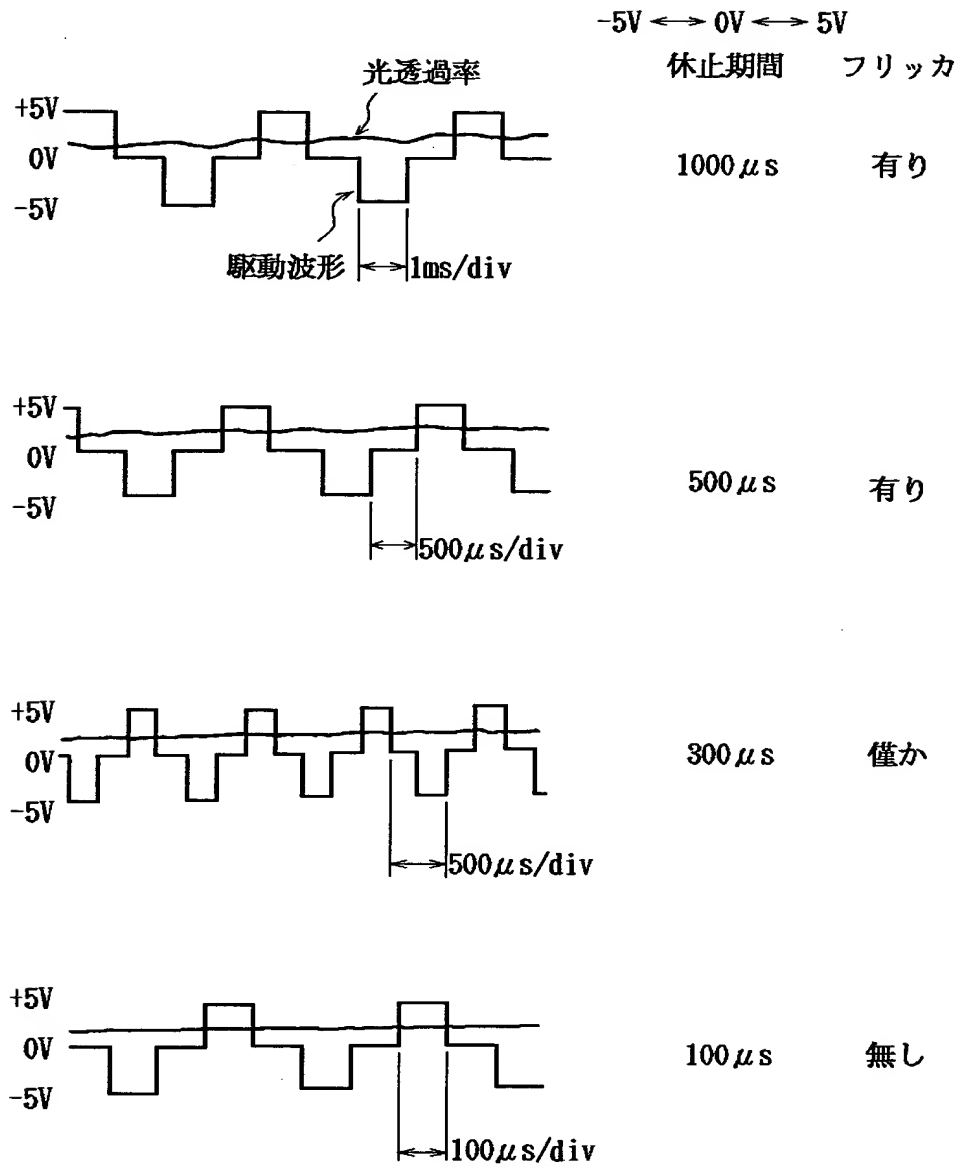 -5V ←→ 0V ←→ 5V
休止期間 フリッカ
光透過率
+5V
0V
-5V
1000μs 有り
駆動波形
1ms/div
+5V
0V
-5V
500μs 有り
500μs/div
+5V
0V
-5V
300μs 僅か
500μs/div
+5V
0V
-5V
100μs 無し
100μs/div